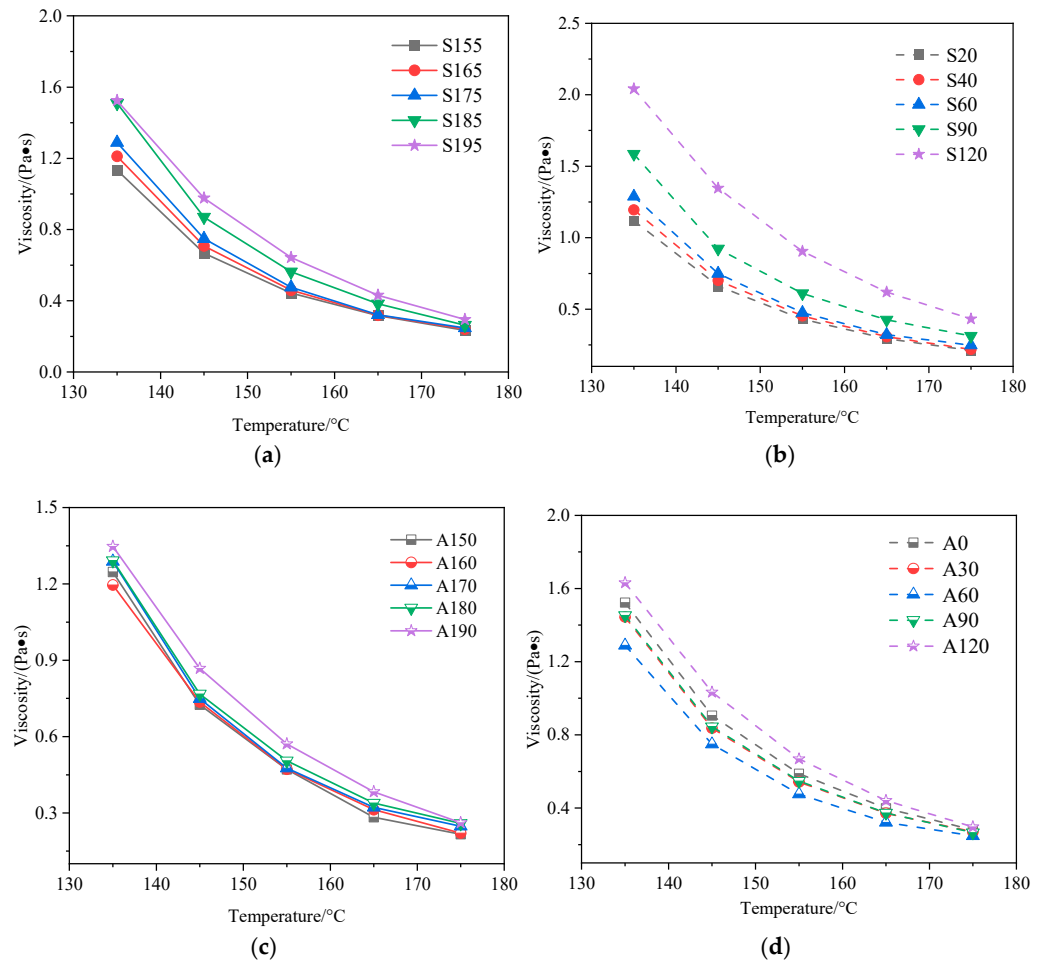 2.0
1.6
1.2
0.8
0.4
0.0
Viscosity/(Pa●s)
S155
S165
S175
S185
S195
130 140 150 160 170 180
Temperature/°C
(a)
2.5
2.0
1.5
1.0
0.5
Viscosity/(Pa●s)
S20
S40
S60
S90
S120
130 140 150 160 170 180
Temperature/°C
(b)
1.5
1.2
0.9
0.6
0.3
Viscosity/(Pa●s)
A150
A160
A170
A180
A190
130 140 150 160 170 180
Temperature/°C
(c)
2.0
1.6
1.2
0.8
0.4
Viscosity/(Pa●s)
A0
A30
A60
A90
A120
130 140 150 160 170 180
Temperature/°C
(d)